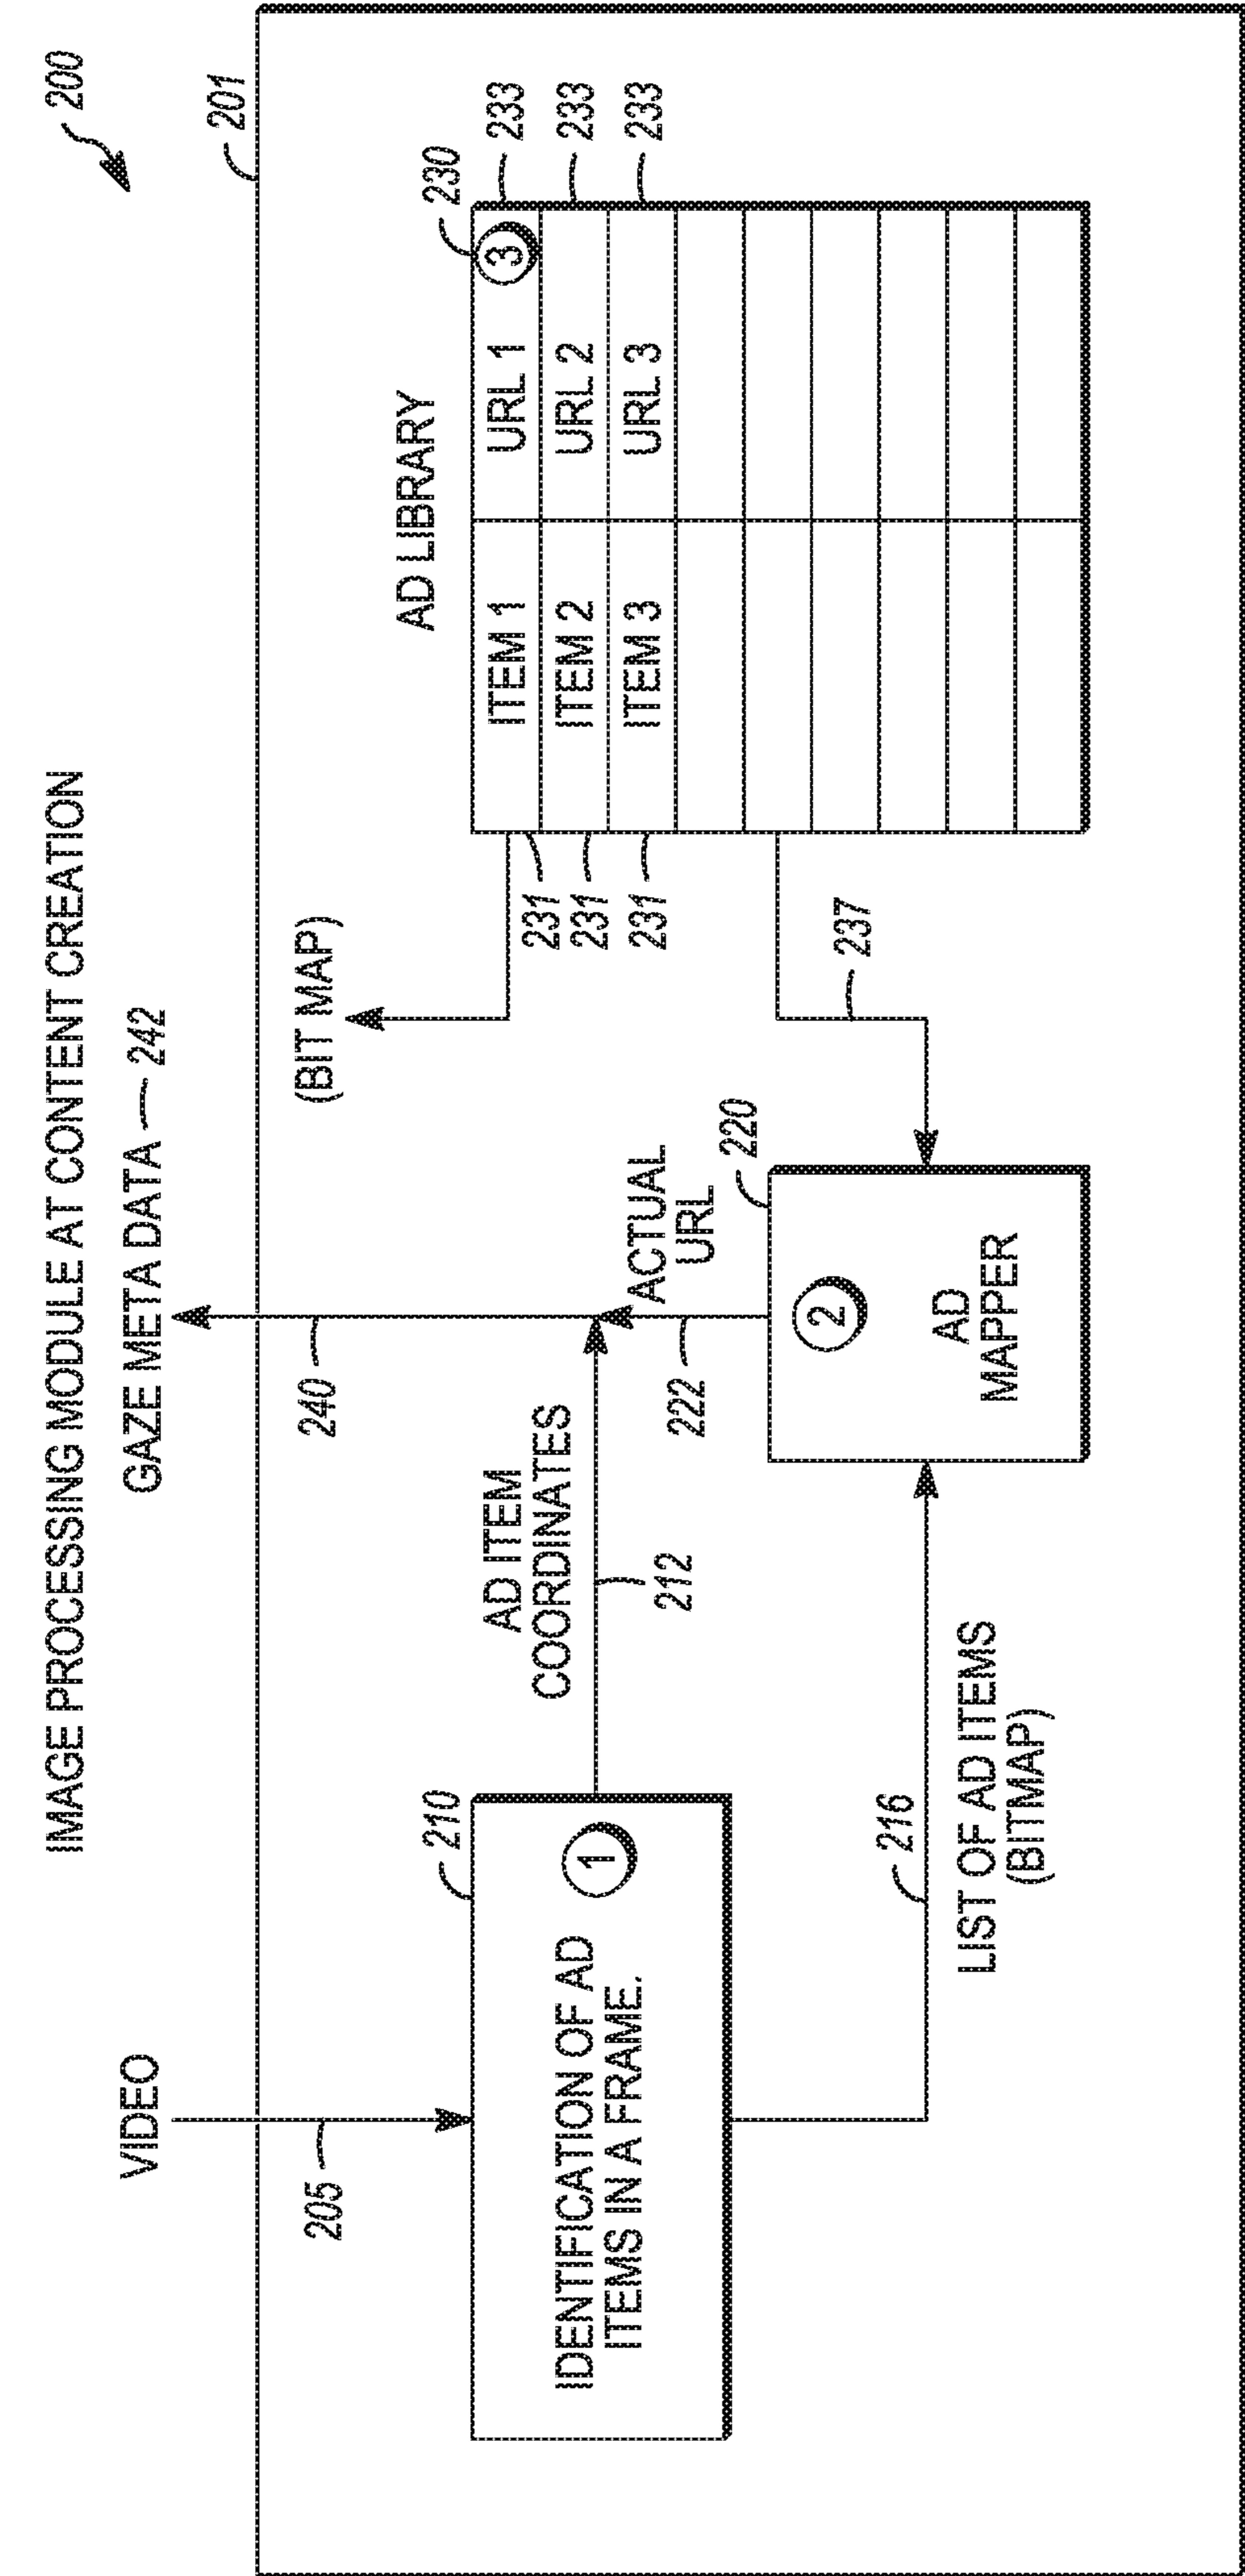 IMAGE PROCESSING MODULE AT CONTENT CREATION
200
VIDEO
GAZE META DATA 242
201
205
240
(BIT MAP)
AD LIBRARY
230
210
IDENTIFICATION OF AD
ITEMS IN A FRAME.
1
AD ITEM
COORDINATES
212
ACTUAL
URL
222
220
2
AD
MAPPER
216
LIST OF AD ITEMS
(BITMAP)
237
231
231
231
ITEM 1 URL 1 3
ITEM 2 URL 2
ITEM 3 URL 3
233
233
233